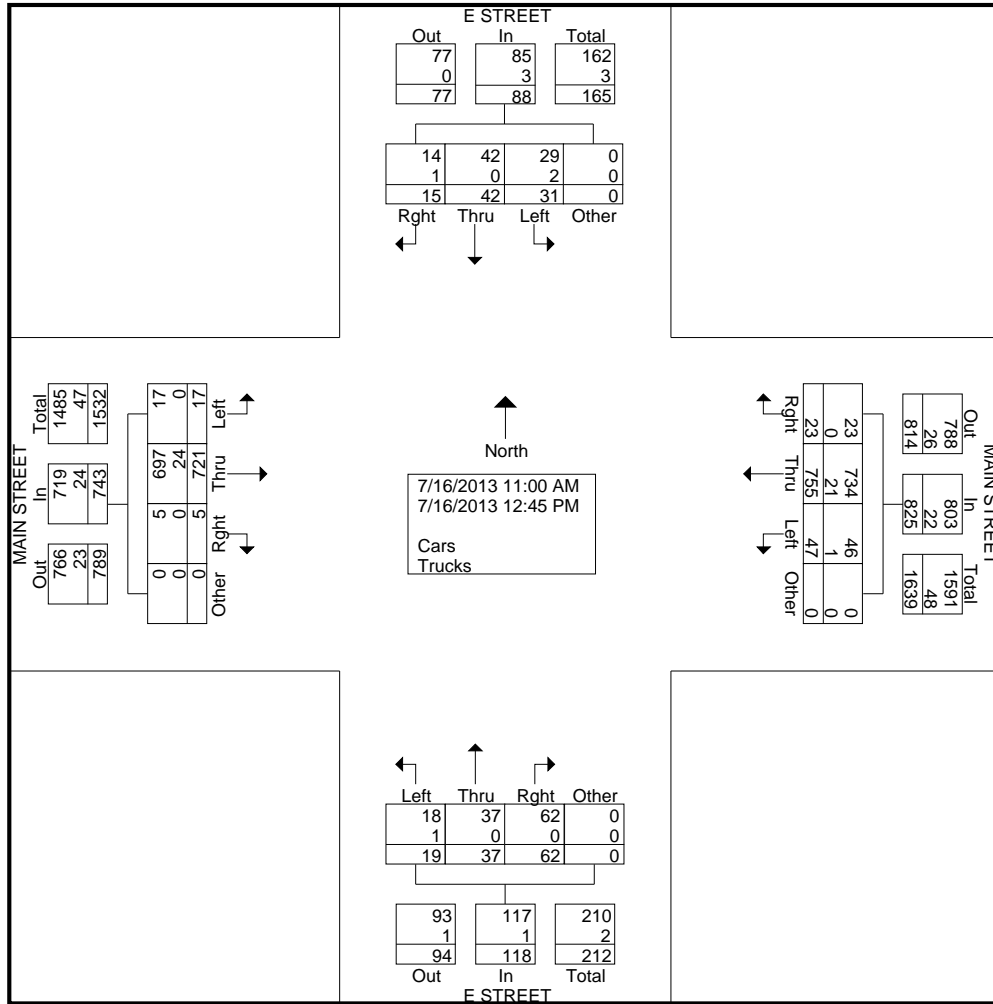 E STREET
Out In Total
77 85 162
0 3 3
77 88 165
14 42 29 0
1 0 2 0
15 42 31 0
Rght Thru Left Other
MAIN STREET
Total In Out
1485 719 766
47 24 23
1532 743 789
17 697 5 0
0 24 0 0
17 721 5 0
Left Thru Rght Other
North
7/16/2013 11:00 AM
7/16/2013 12:45 PM
Cars
Trucks
Rght Thru Left Other
23 734 46 0
0 21 1 0
23 755 47 0
Out In Total
788 803 1591
26 22 48
814 825 1639
MAIN STREET
Left Thru Rght Other
18 37 62 0
1 0 0 0
19 37 62 0
93 117 210
1 1 2
94 118 212
Out In Total
E STREET